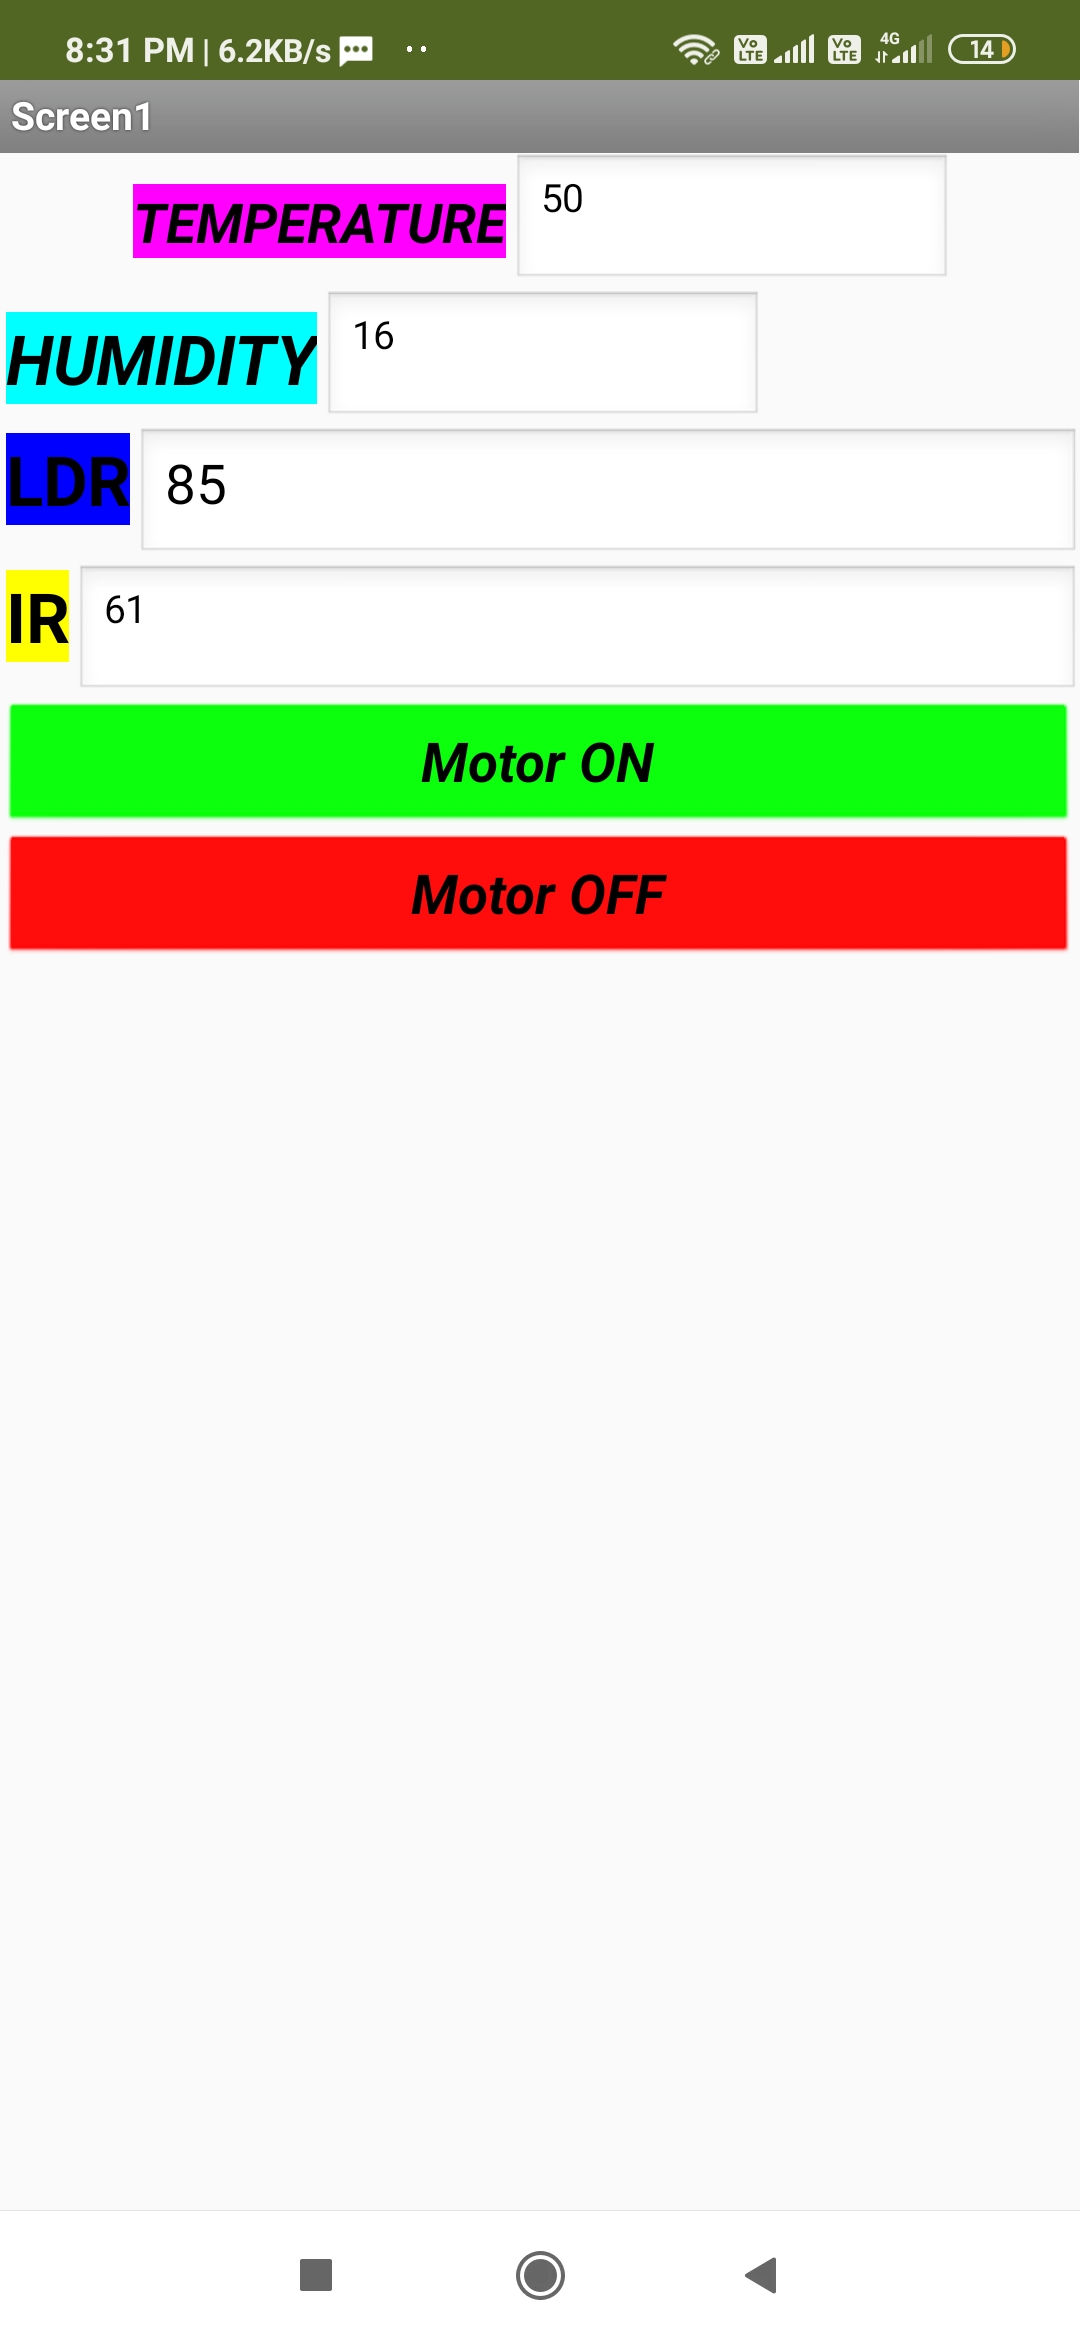 8:31 PM | 6.2KB/s
Vo LTE
Vo LTE
4G
14
Screen1
TEMPERATURE 50
HUMIDITY 16
LDR 85
IR 61
Motor ON
Motor OFF